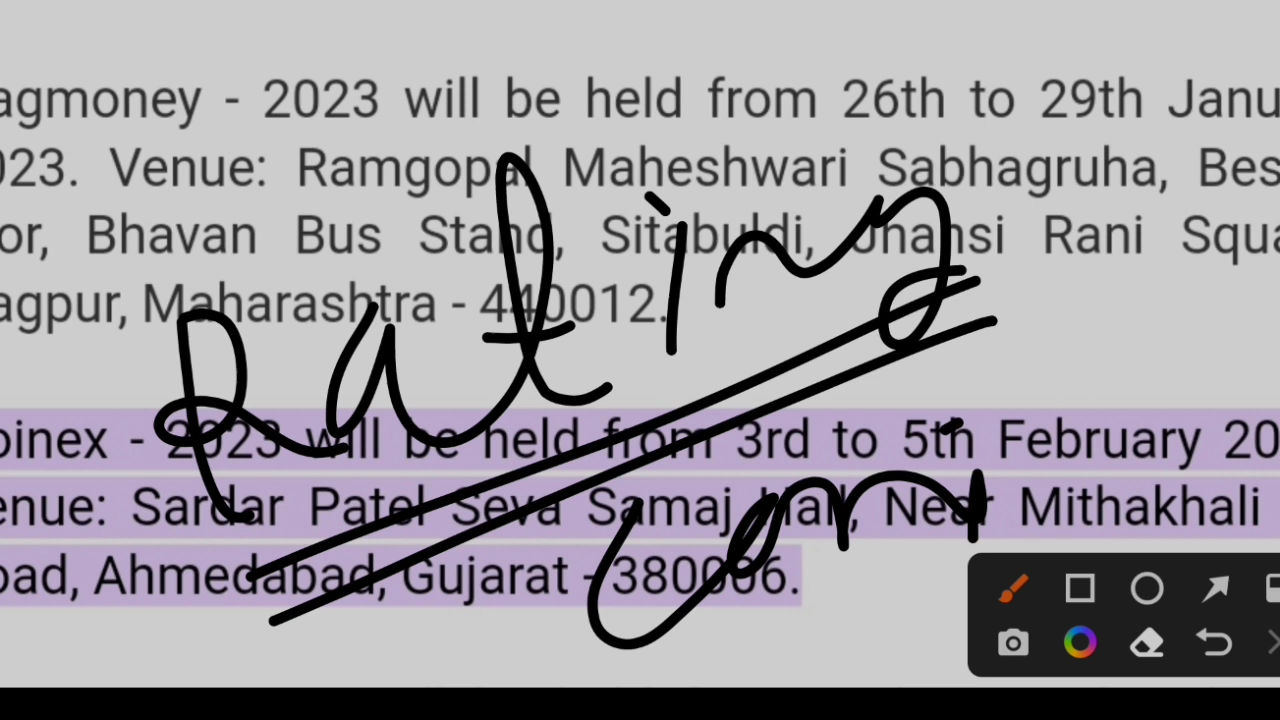 agmoney - 2023 will be held from 26th to 29th Janu
023. Venue: Ramgopal Maheshwari Sabhagruha, Bes
or, Bhavan Bus Stand, Sitabuldi, Jhansi Rani Squa
agpur, Maharashtra - 440012.
Rating
oinex - 2023 will be held from 3rd to 5th February 20
enue: Sardar Patel Seva Samaj Hall, Near Mithakhali
oad, Ahmedabad, Gujarat - 380006.